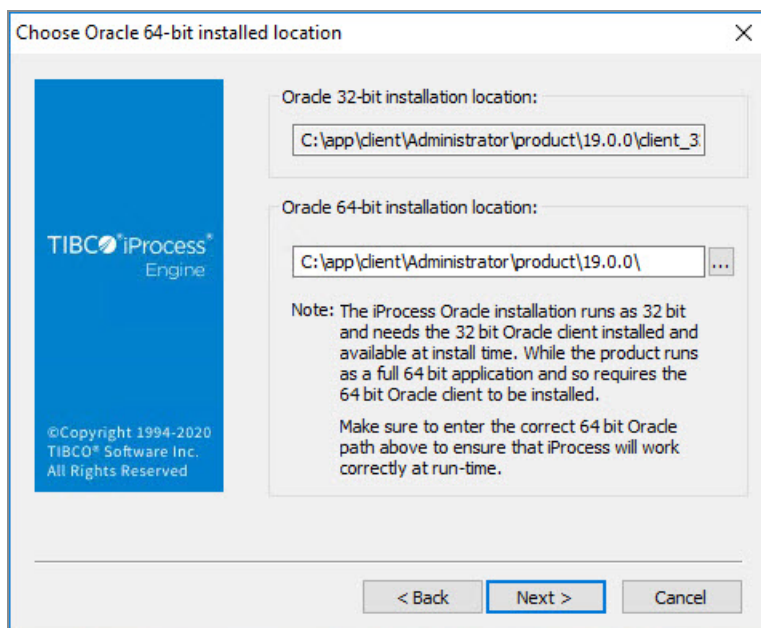 Choose Oracle 64-bit installed location
Oracle 32-bit installation location:
C:\app\client\Administrator\product\19.0.0\client_3
TIBCO® iProcess®
Engine
Oracle 64-bit installation location:
C:\app\client\Administrator\product\19.0.0\
...
Note: The iProcess Oracle installation runs as 32 bit
and needs the 32 bit Oracle client installed and
available at install time. While the product runs
as a full 64 bit application and so requires the
64 bit Oracle client to be installed.
Make sure to enter the correct 64 bit Oracle
path above to ensure that iProcess will work
correctly at run-time.
©Copyright 1994-2020
TIBCO® Software Inc.
All Rights Reserved
< Back
Next >
Cancel